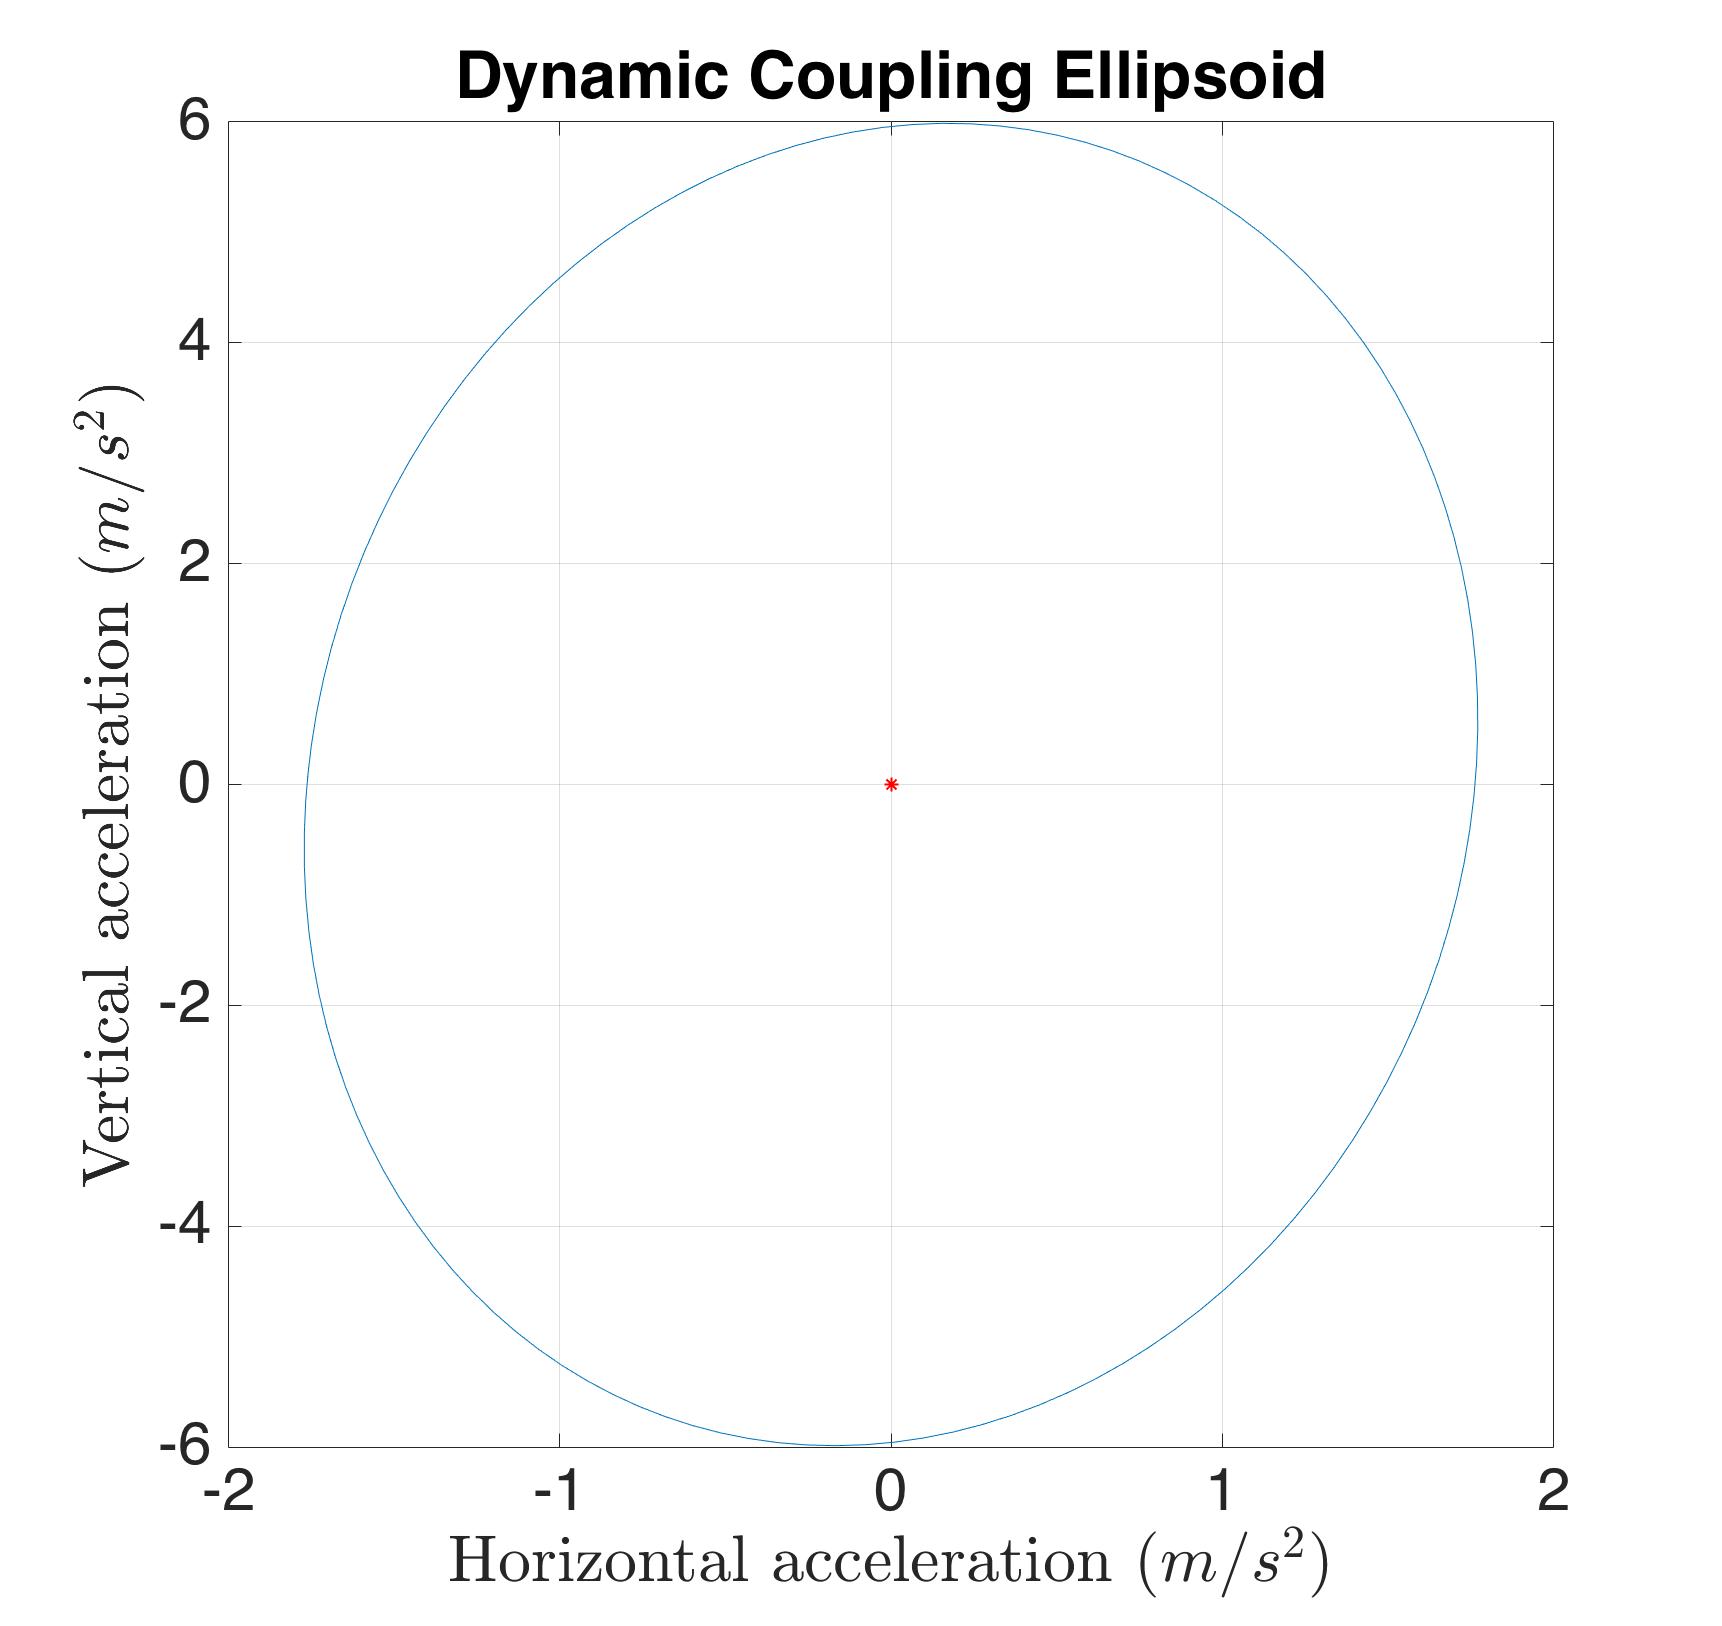 Dynamic Coupling Ellipsoid
6
4
2
0
-2
-4
-6
Vertical acceleration (m/s²)
-2 -1 0 1 2
Horizontal acceleration (m/s²)